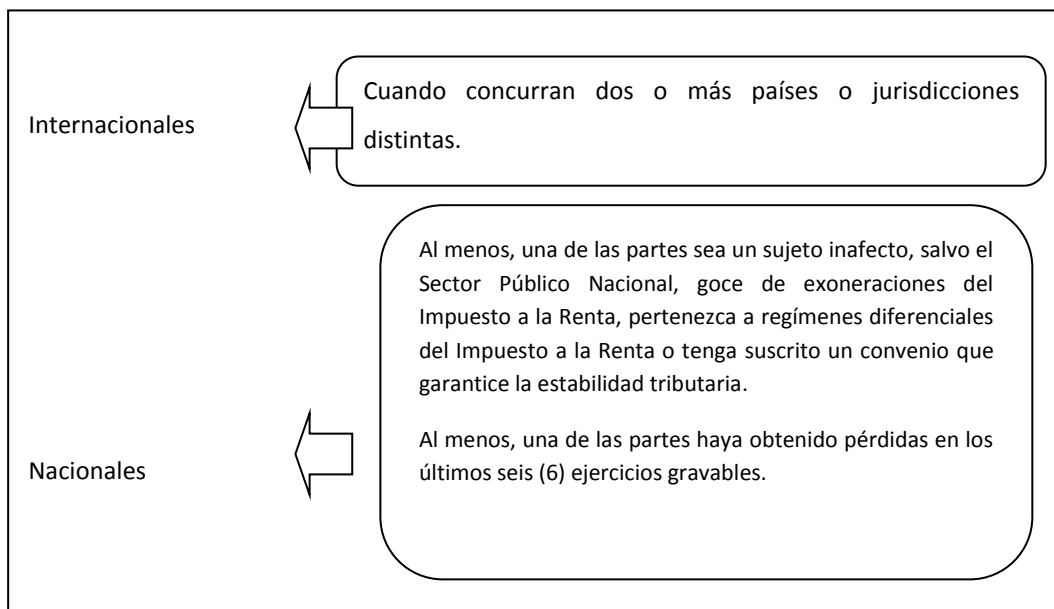 Internacionales
Cuando concurran dos o más países o jurisdicciones
distintas.
Al menos, una de las partes sea un sujeto inafecto, salvo el
Sector Público Nacional, goce de exoneraciones del
Impuesto a la Renta, pertenezca a regímenes diferenciales
del Impuesto a la Renta o tenga suscrito un convenio que
garantice la estabilidad tributaria.
Al menos, una de las partes haya obtenido pérdidas en los
últimos seis (6) ejercicios gravables.
Nacionales